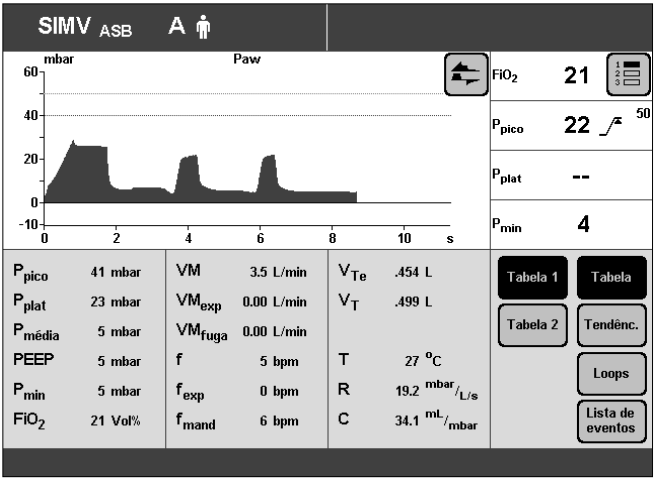 SIMV ASB A
mbar Paw
60
40
20
0
-10
0 2 4 6 8 10 s
FiO2 21
1
2
3
Ppico 22 50
Pplat --
Pmin 4
Ppico 41 mbar
Pplat 23 mbar
Pmédia 5 mbar
PEEP 5 mbar
Pmin 5 mbar
FiO2 21 Vol%
VM 3.5 L/min
VMexp 0.00 L/min
VMfuga 0.00 L/min
f 5 bpm
fexp 0 bpm
fmand 6 bpm
VTe .454 L
VT .499 L
T 27 °C
R 19.2 mbar/L/s
C 34.1 mL/mbar
Tabela 1 Tabela
Tabela 2 Tendênc.
Loops
Lista de
eventos